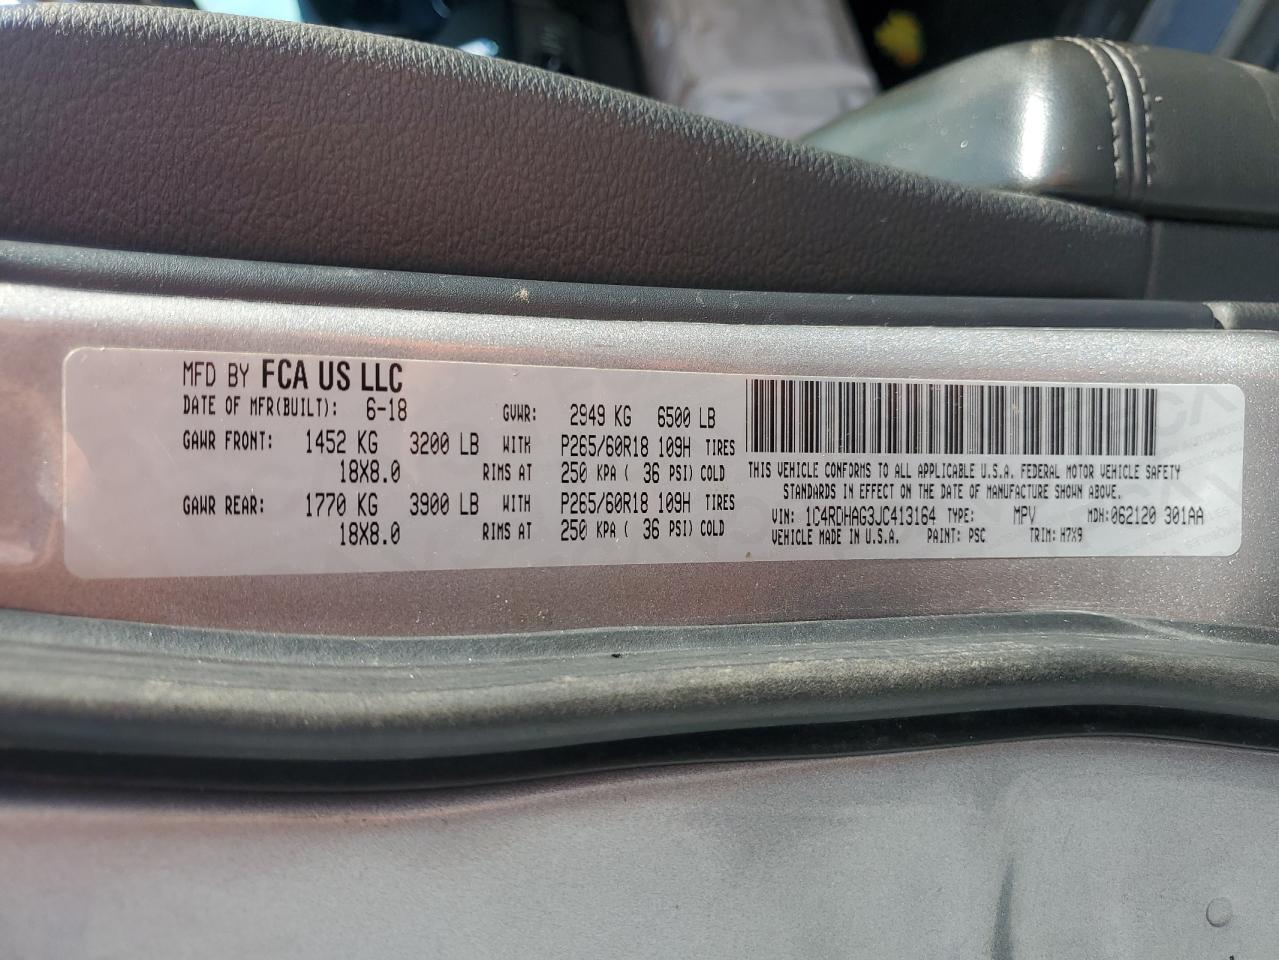 MFD BY FCA US LLC
DATE OF MFR(BUILT): 6-18 GVWR: 2949 KG 6500 LB
GAWR FRONT: 1452 KG 3200 LB WITH P265/60R18 109H TIRES
18X8.0 RIMS AT 250 KPA ( 36 PSI) COLD
GAWR REAR: 1770 KG 3900 LB WITH P265/60R18 109H TIRES
18X8.0 RIMS AT 250 KPA ( 36 PSI) COLD
THIS VEHICLE CONFORMS TO ALL APPLICABLE U.S.A. FEDERAL MOTOR VEHICLE SAFETY
STANDARDS IN EFFECT ON THE DATE OF MANUFACTURE SHOWN ABOVE.
VIN: 1C4RDHAG3JC413164 TYPE: MPV MDH: 062120 301AA
VEHICLE MADE IN U.S.A. PAINT: PSC TRIM: H7X9